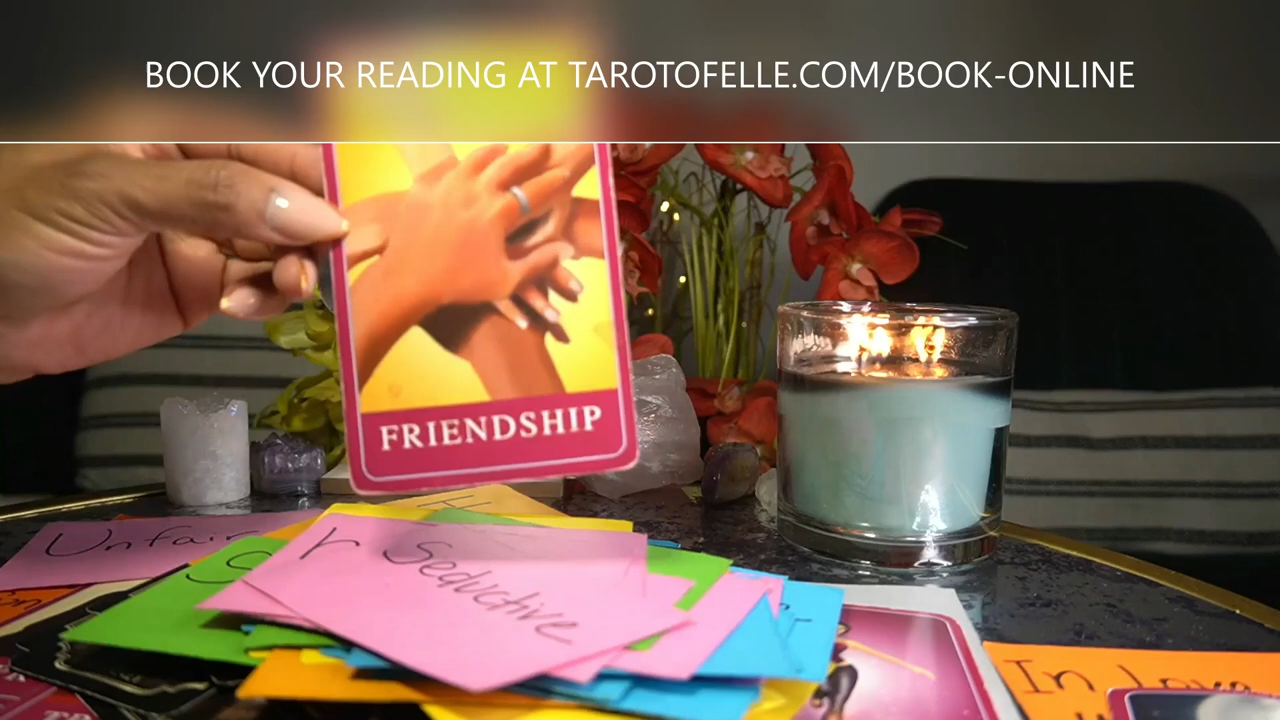 BOOK YOUR READING AT TAROTOFELLE.COM/BOOK-ONLINE
FRIENDSHIP
Unfair
Seductive
In Love